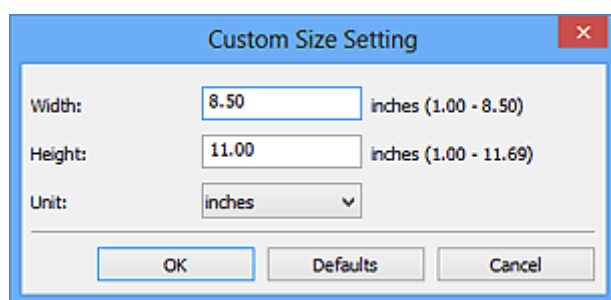 Custom Size Setting
Width: 8.50 inches (1.00 - 8.50)
Height: 11.00 inches (1.00 - 11.69)
Unit: inches
OK Defaults Cancel